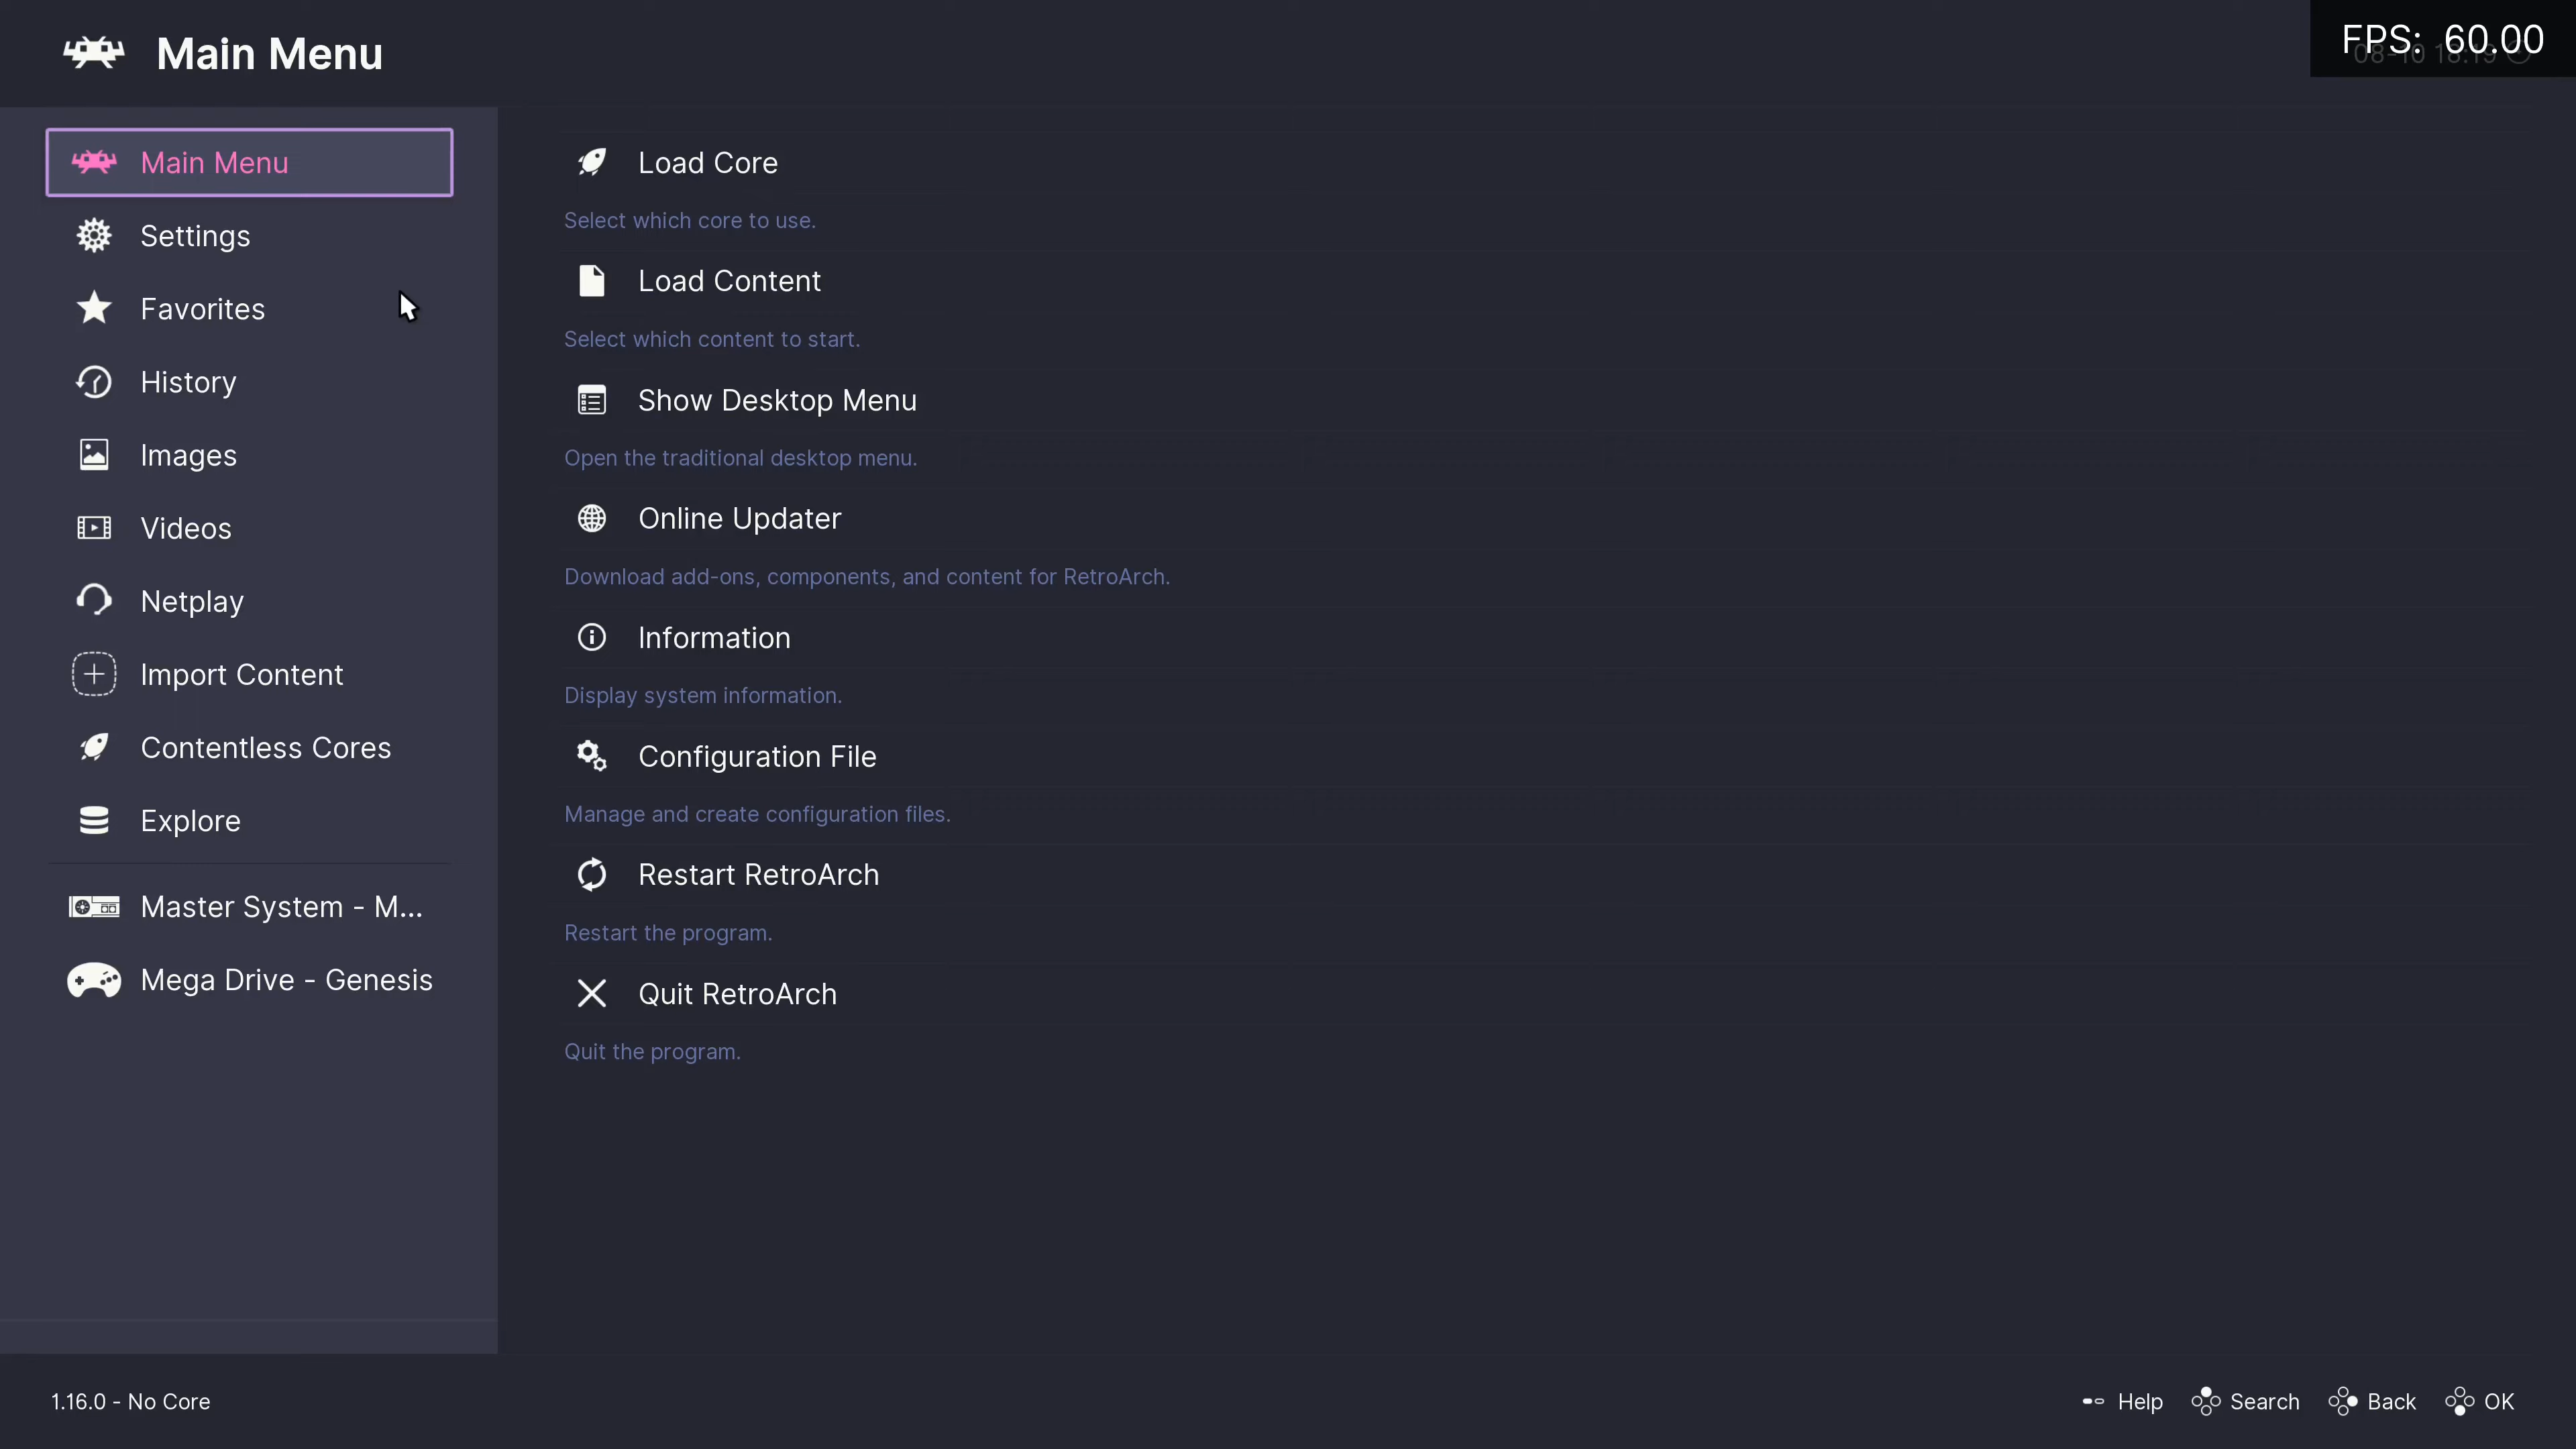 Main Menu
FPS: 60.00
Main Menu
Settings
Favorites
History
Images
Videos
Netplay
Import Content
Contentless Cores
Explore
Master System - M...
Mega Drive - Genesis
Load Core
Select which core to use.
Load Content
Select which content to start.
Show Desktop Menu
Open the traditional desktop menu.
Online Updater
Download add-ons, components, and content for RetroArch.
Information
Display system information.
Configuration File
Manage and create configuration files.
Restart RetroArch
Restart the program.
Quit RetroArch
Quit the program.
1.16.0 - No Core
Help Search Back OK